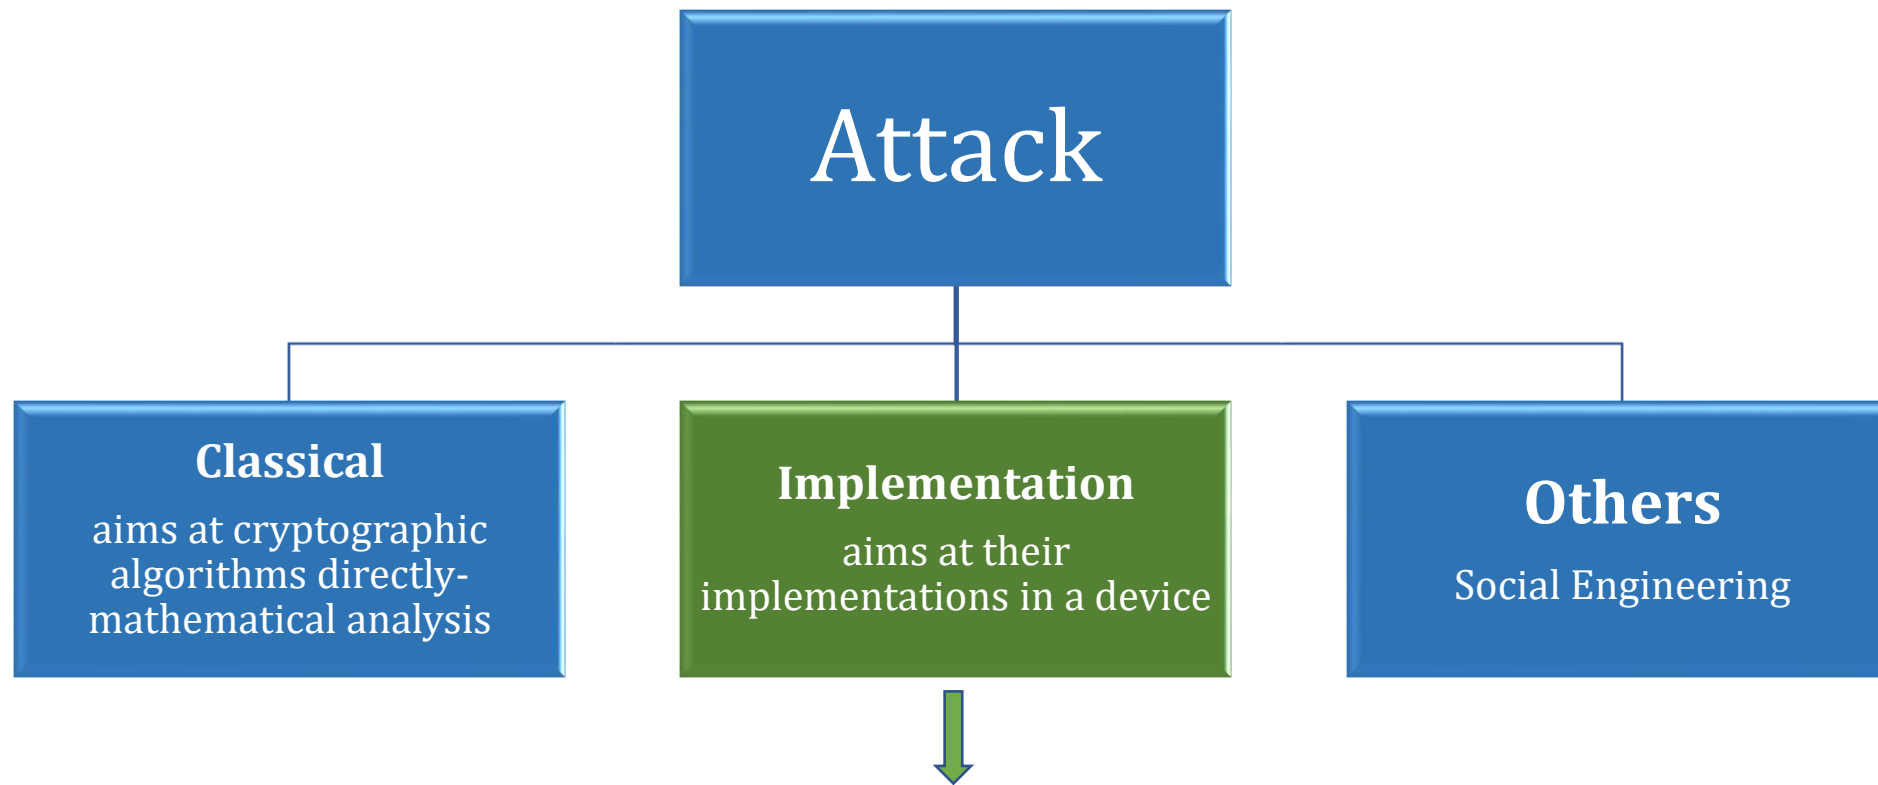 Attack
Classical
aims at cryptographic
algorithms directly-
mathematical analysis
Implementation
aims at their
implementations in a device
Others
Social Engineering